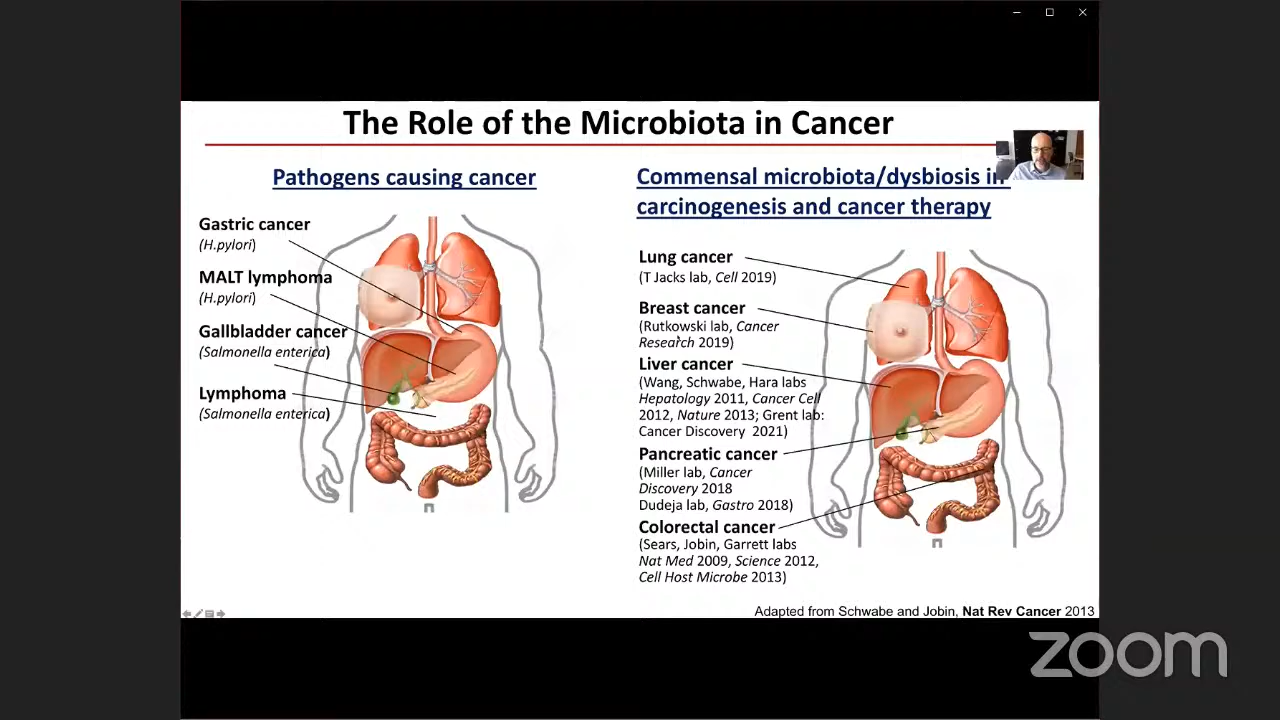 The Role of the Microbiota in Cancer
Pathogens causing cancer
Gastric cancer
(H.pylori)
MALT lymphoma
(H.pylori)
Gallbladder cancer
(Salmonella enterica)
Lymphoma
(Salmonella enterica)
Commensal microbiota/dysbiosis in
carcinogenesis and cancer therapy
Lung cancer
(T Jacks lab, Cell 2019)
Breast cancer
(Rutkowski lab, Cancer
Research 2019)
Liver cancer
(Wang, Schwabe, Hara labs
Hepatology 2011, Cancer Cell
2012, Nature 2013; Grent lab:
Cancer Discovery 2021)
Pancreatic cancer
(Miller lab, Cancer
Discovery 2018
Dudeja lab, Gastro 2018)
Colorectal cancer
(Sears, Jobin, Garrett labs
Nat Med 2009, Science 2012,
Cell Host Microbe 2013)
Adapted from Schwabe and Jobin, Nat Rev Cancer 2013
zoom